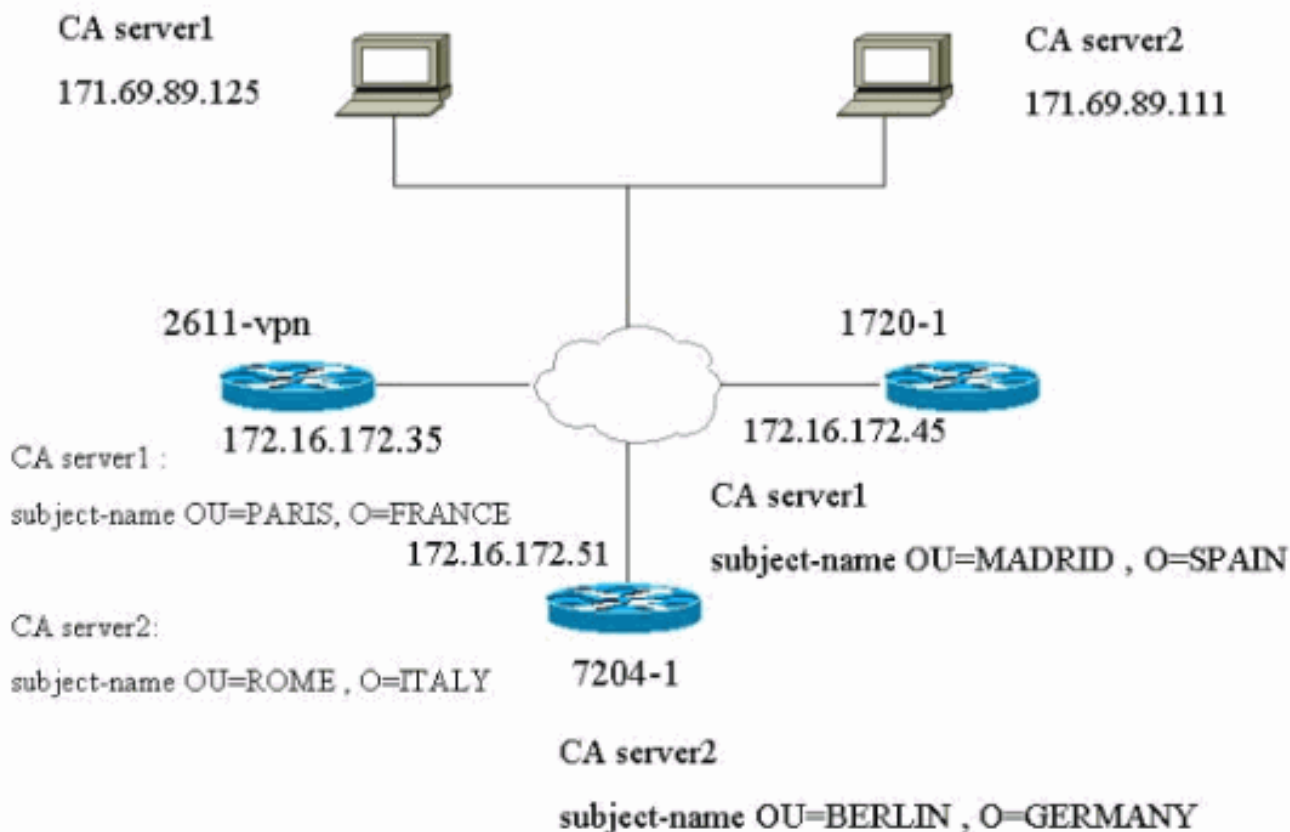 CA server1
171.69.89.125
CA server2
171.69.89.111
2611-vpn
1720-1
172.16.172.35
172.16.172.45
CA server1 :
subject-name OU=PARIS, O=FRANCE
CA server1
subject-name OU=MADRID , O=SPAIN
172.16.172.51
CA server2:
subject-name OU=ROME , O=ITALY
7204-1
CA server2
subject-name OU=BERLIN , O=GERMANY